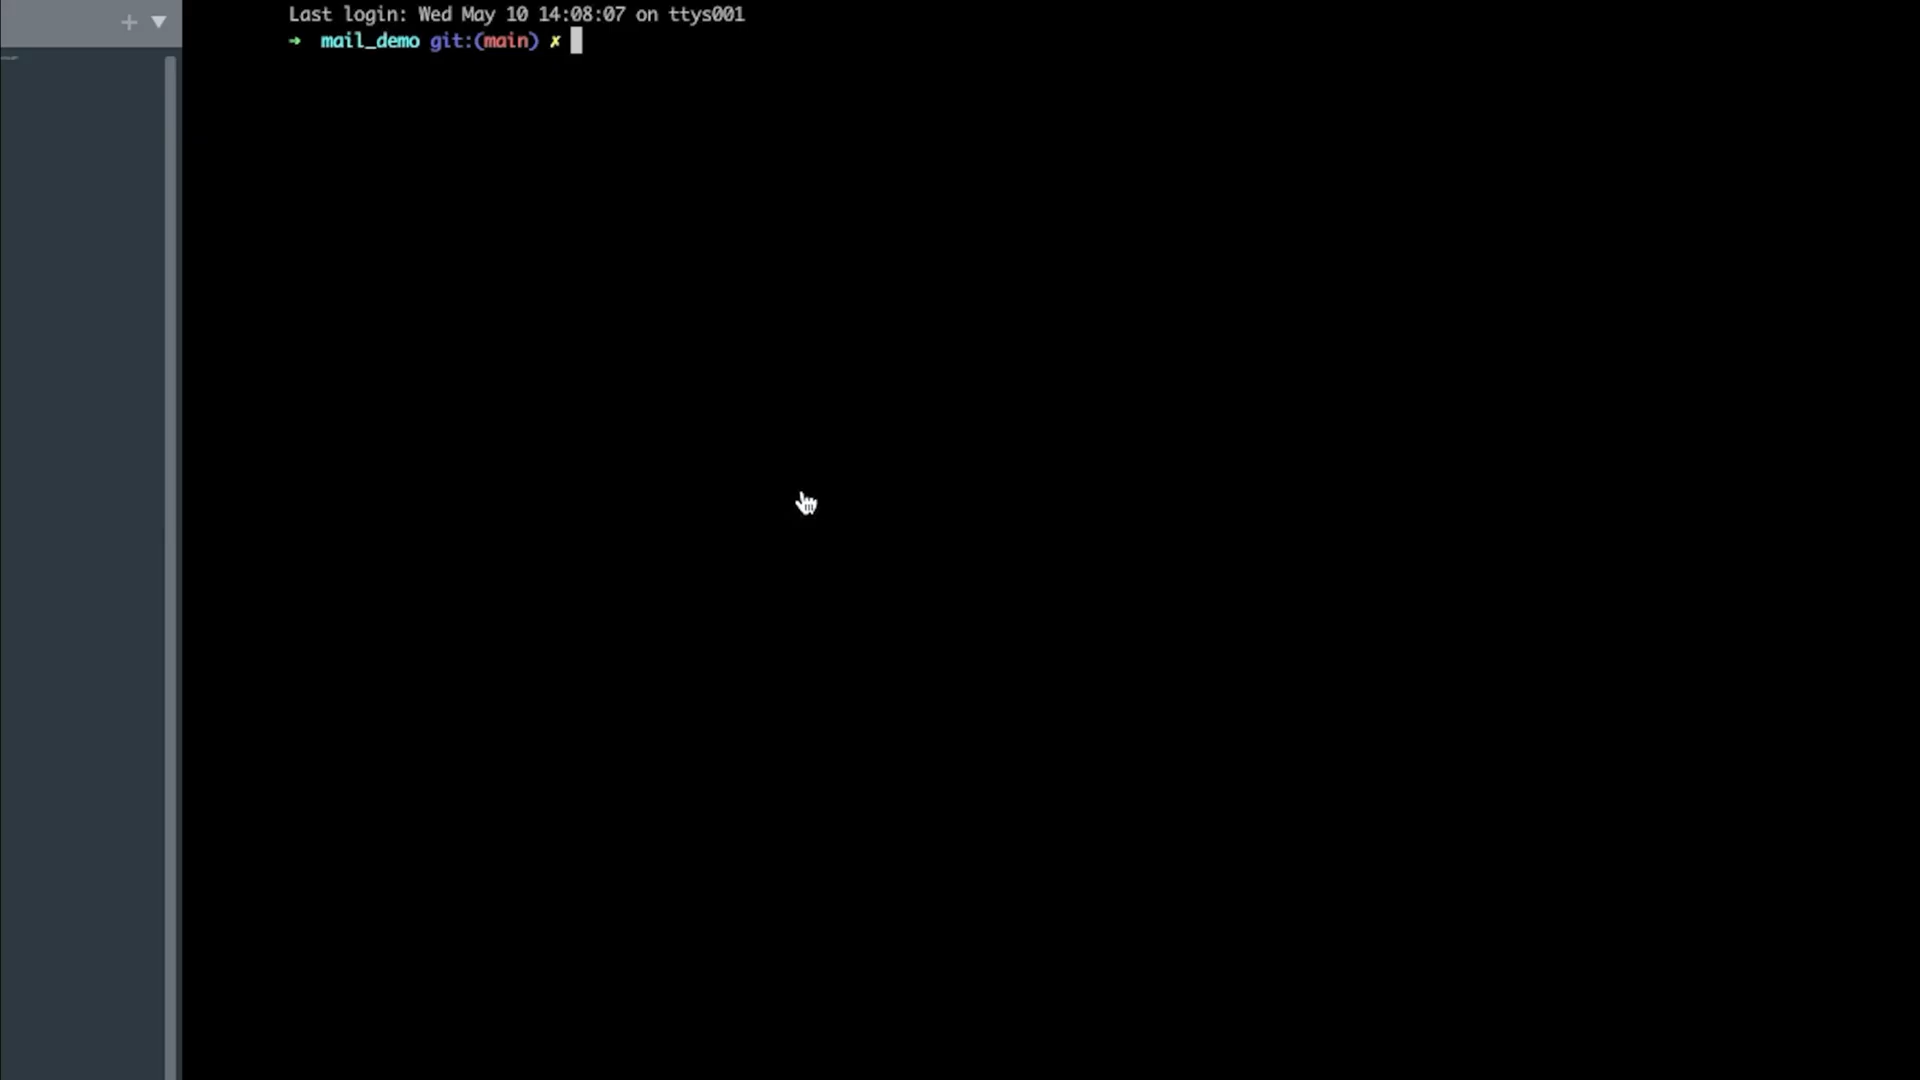 Last login: Wed May 10 14:08:07 on ttys001
→ mail_demo git:(main) ✗